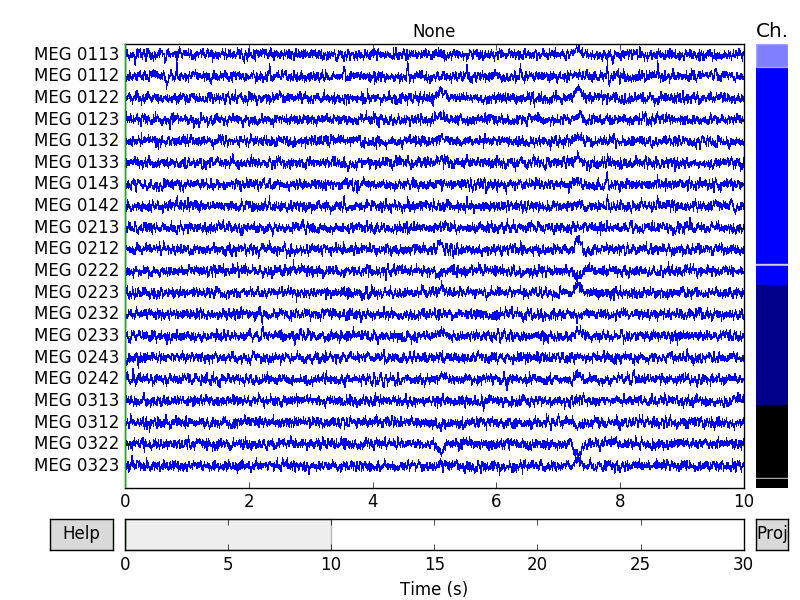 None
Ch.
MEG 0113
MEG 0112
MEG 0122
MEG 0123
MEG 0132
MEG 0133
MEG 0143
MEG 0142
MEG 0213
MEG 0212
MEG 0222
MEG 0223
MEG 0232
MEG 0233
MEG 0243
MEG 0242
MEG 0313
MEG 0312
MEG 0322
MEG 0323
0 2 4 6 8 10
Help
Proj
0 5 10 15 20 25 30
Time (s)